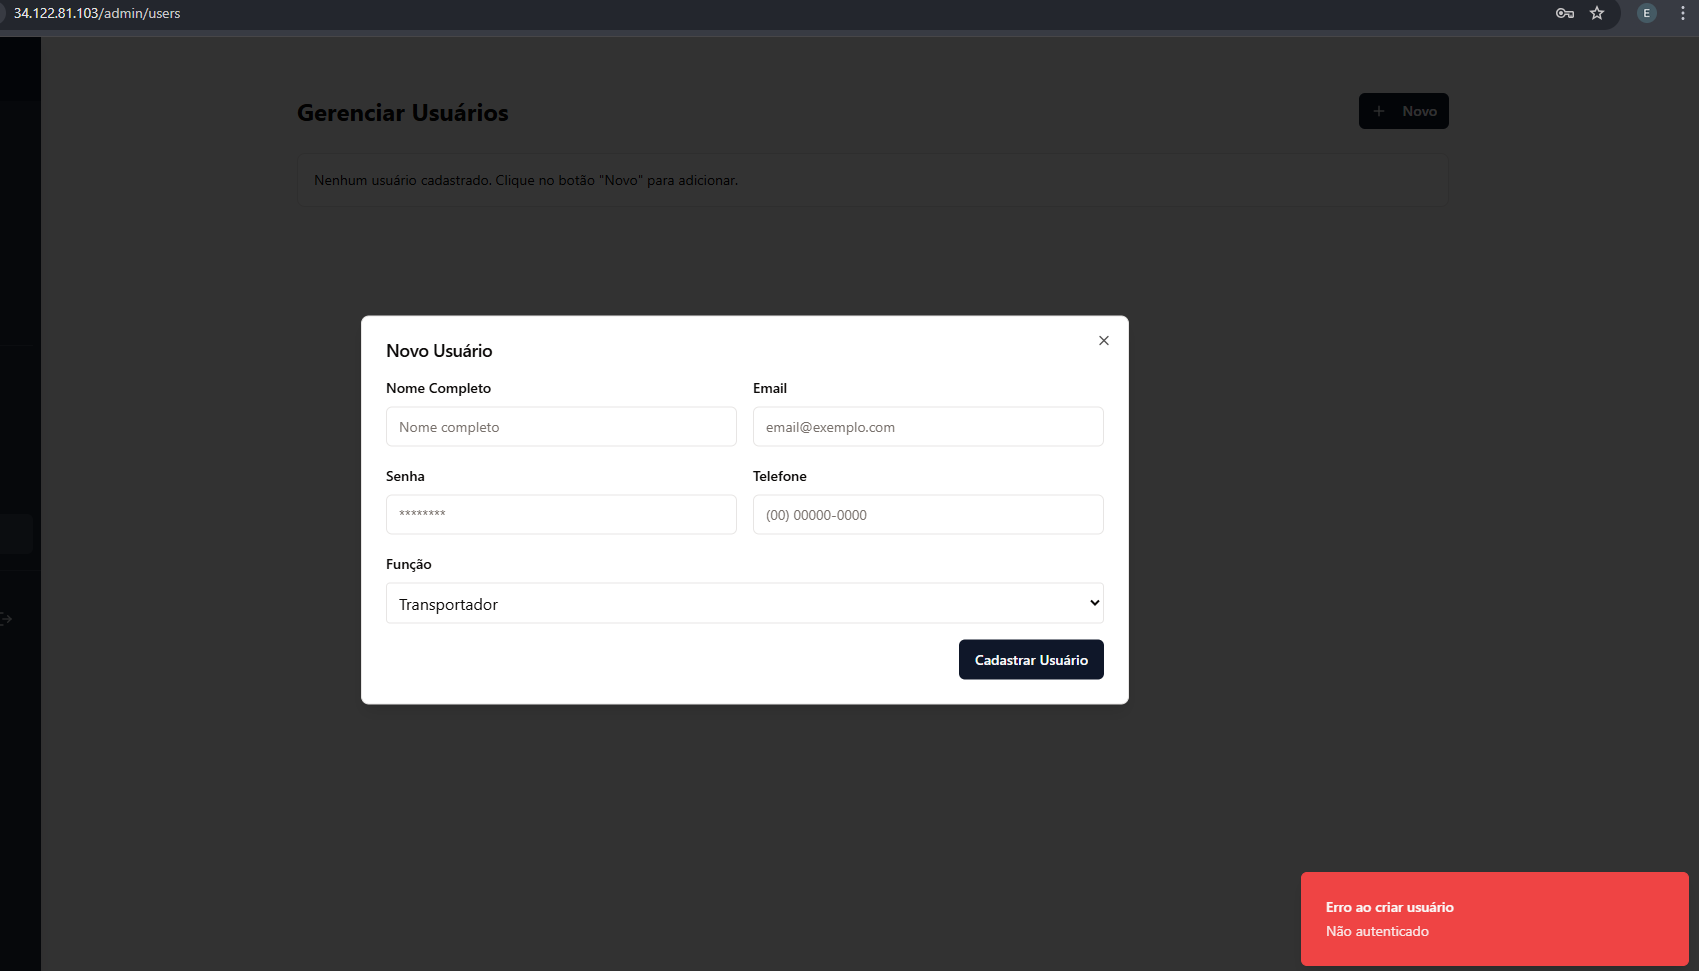 34.122.81.103/admin/users
E
Gerenciar Usuários
Novo
Nenhum usuário cadastrado. Clique no botão "Novo" para adicionar.
Novo Usuário
Nome Completo
Email
Nome completo
email@exemplo.com
Senha
Telefone
********
(00) 00000-0000
Função
Transportador
Cadastrar Usuário
Erro ao criar usuário
Não autenticado